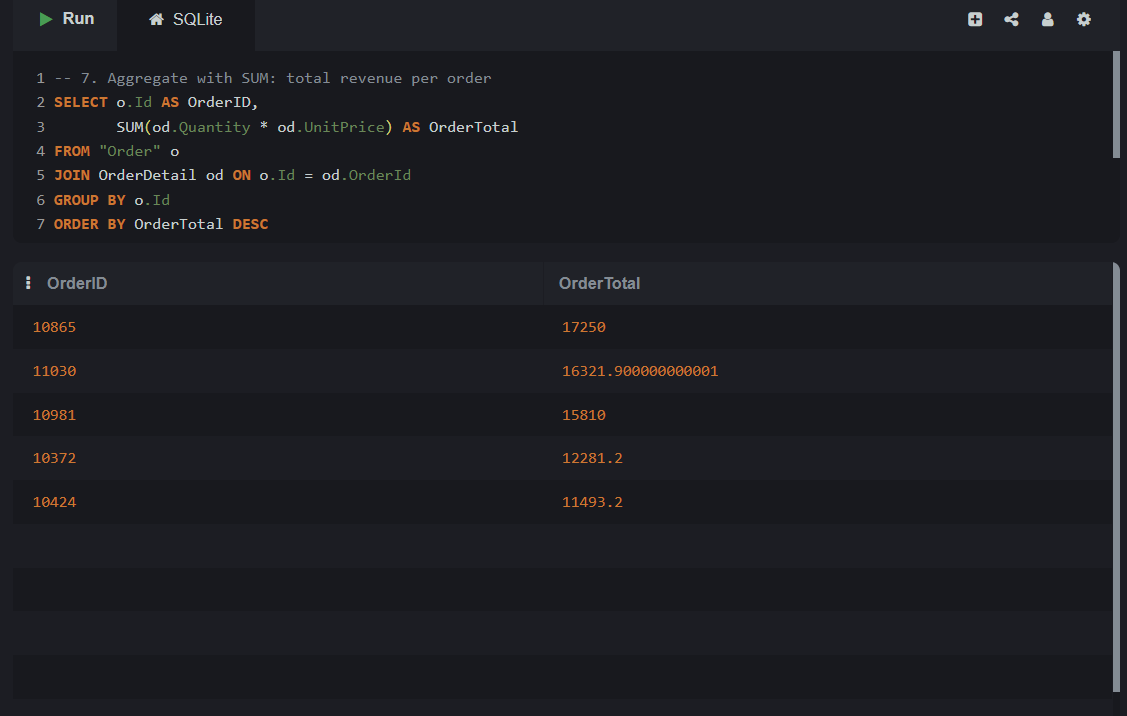 Run SQLite
1 -- 7. Aggregate with SUM: total revenue per order
2 SELECT o.Id AS OrderID,
3        SUM(od.Quantity * od.UnitPrice) AS OrderTotal
4 FROM "Order" o
5 JOIN OrderDetail od ON o.Id = od.OrderId
6 GROUP BY o.Id
7 ORDER BY OrderTotal DESC
OrderID OrderTotal
10865 17250
11030 16321.900000000001
10981 15810
10372 12281.2
10424 11493.2